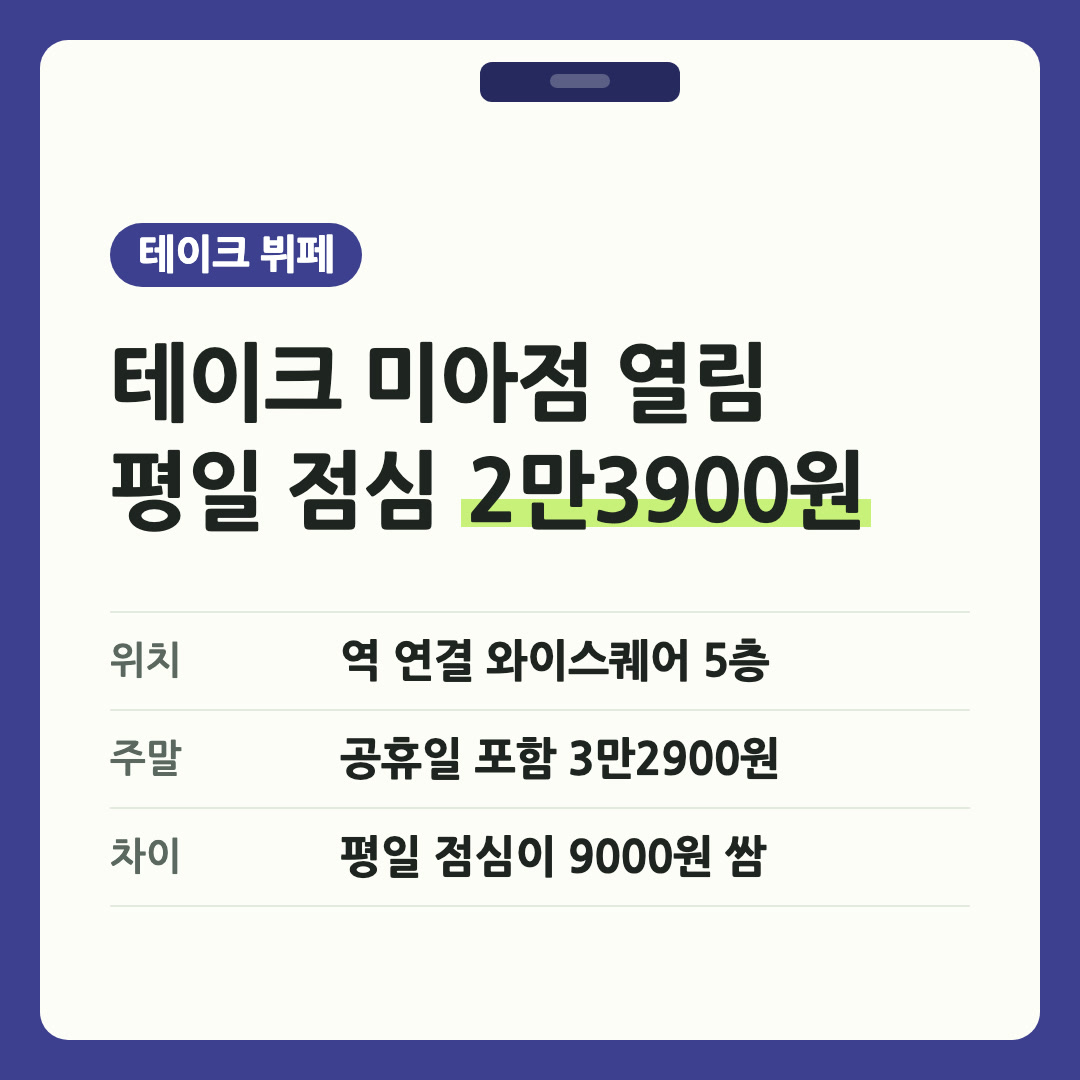 테이크 뷔페
테이크 미아점 열림
평일 점심 2만3900원
위치 역 연결 와이스퀘어 5층
주말 공휴일 포함 3만2900원
차이 평일 점심이 9000원 쌈